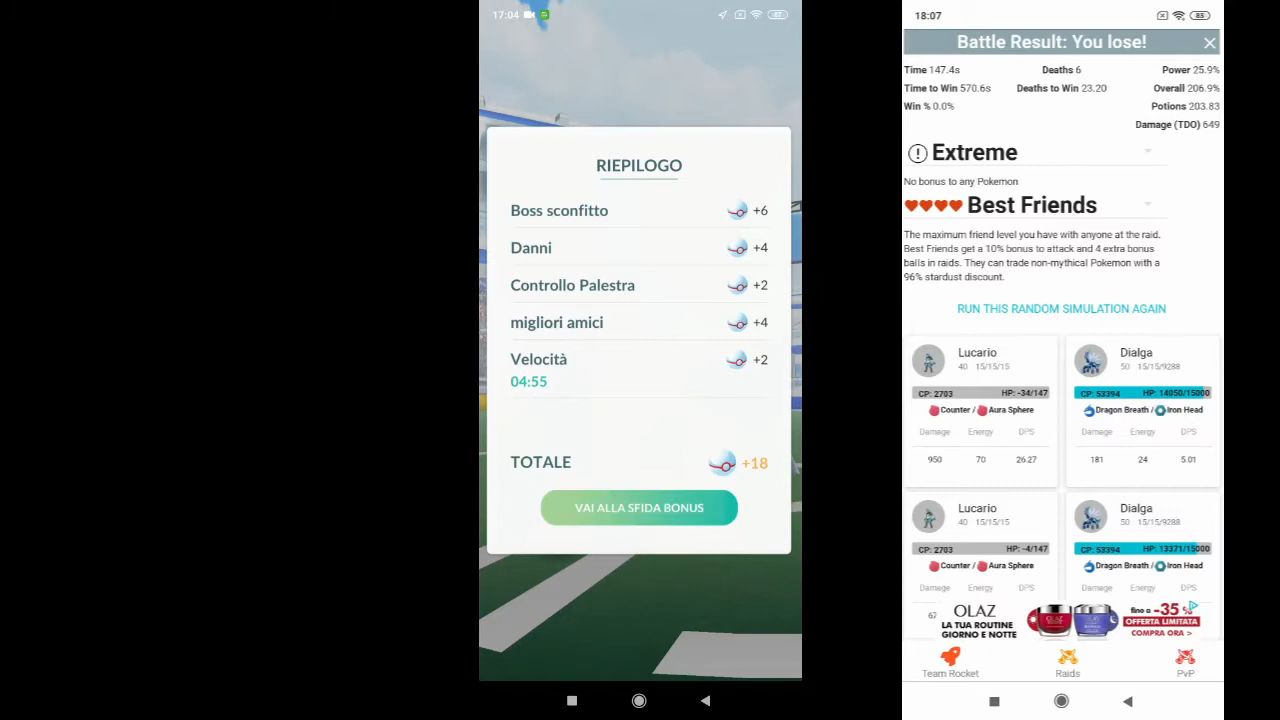 17:04
67
RIEPILOGO
Boss sconfitto +6
Danni +4
Controllo Palestra +2
migliori amici +4
Velocità +2
04:55
TOTALE +18
VAI ALLA SFIDA BONUS
18:07
83
Battle Result: You lose!
Time 147.4s Deaths 6 Power 25.9%
Time to Win 570.6s Deaths to Win 23.20 Overall 206.9%
Win % 0.0% Potions 203.83
Damage (TDO) 649
Extreme
No bonus to any Pokemon
Best Friends
The maximum friend level you have with anyone at the raid.
Best Friends get a 10% bonus to attack and 4 extra bonus
balls in raids. They can trade non-mythical Pokemon with a
96% stardust discount.
RUN THIS RANDOM SIMULATION AGAIN
Lucario
40 15/15/15
CP: 2703 HP: -34/147
Counter / Aura Sphere
Damage Energy DPS
950 70 26.27
Dialga
50 15/15/9288
CP: 53394 HP: 14050/15000
Dragon Breath / Iron Head
Damage Energy DPS
181 24 5.01
Lucario
40 15/15/15
CP: 2703 HP: -4/147
Counter / Aura Sphere
Damage Energy DPS
67
Dialga
50 15/15/9288
CP: 53394 HP: 13371/15000
Dragon Breath / Iron Head
Damage Energy DPS
OLAZ
LA TUA ROUTINE
GIORNO E NOTTE
fino a -35 %
OFFERTA LIMITATA
COMPRA ORA >
Team Rocket Raids PvP